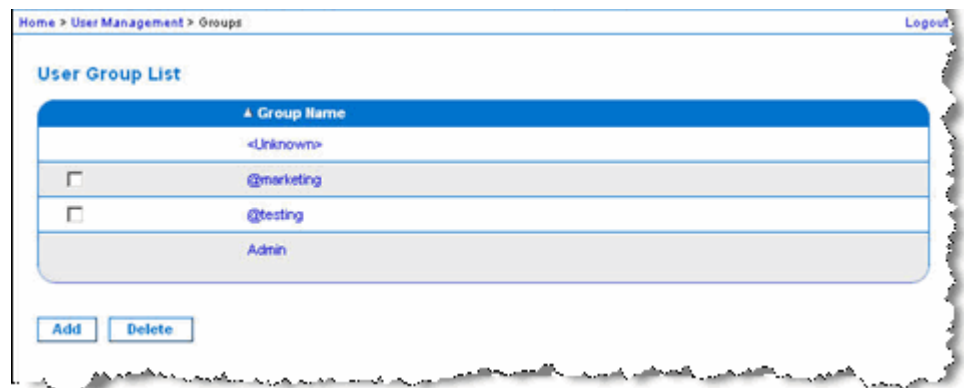 Home > User Management > Groups Logout
User Group List
▲ Group Name
<Unknown>
@marketing
@testing
Admin
Add Delete